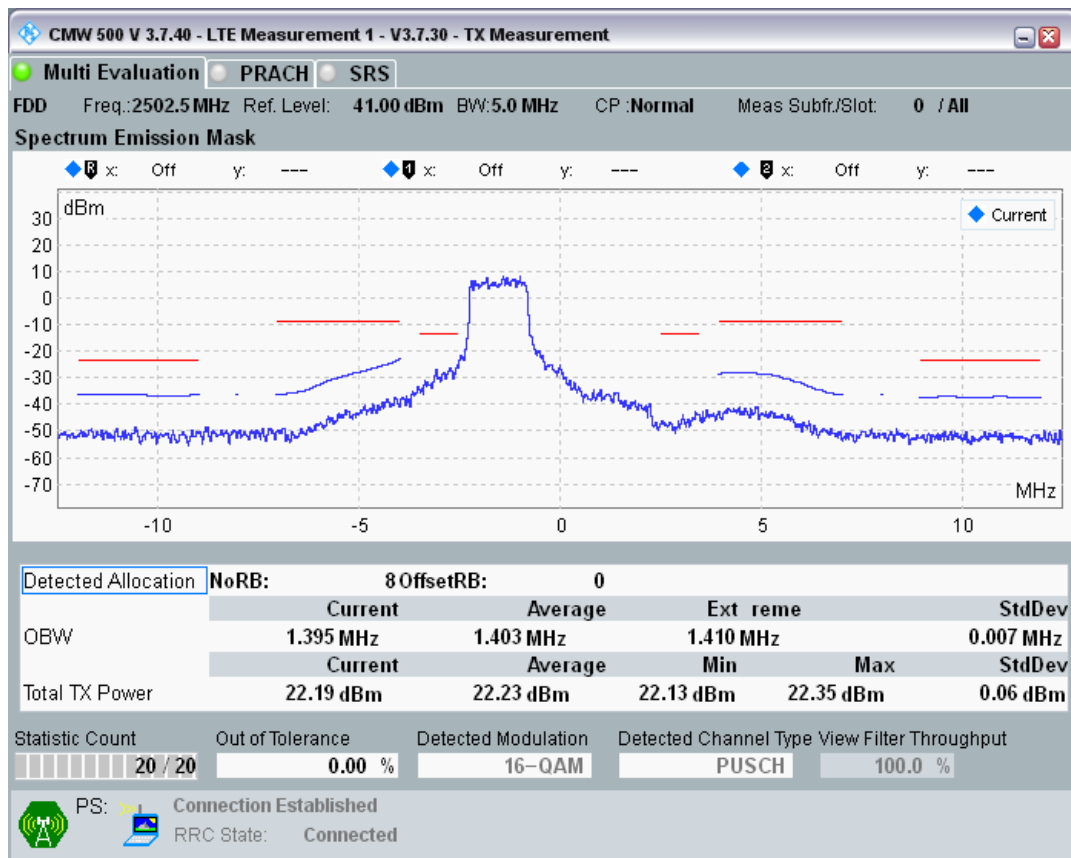 CMW 500 V 3.7.40 - LTE Measurement 1 - V3.7.30 - TX Measurement
Multi Evaluation PRACH SRS
FDD Freq.:2502.5 MHz Ref. Level: 41.00 dBm BW:5.0 MHz CP :Normal Meas Subfr./Slot: 0 / All
Spectrum Emission Mask
R x: Off y: --- 1 x: Off y: --- 2 x: Off y: ---
dBm
Current
30
20
10
0
-10
-20
-30
-40
-50
-60
-70
MHz
-10 -5 0 5 10
Detected Allocation NoRB: 8 OffsetRB: 0
Current Average Ext reme StdDev
OBW 1.395 MHz 1.403 MHz 1.410 MHz 0.007 MHz
Current Average Min Max StdDev
Total TX Power 22.19 dBm 22.23 dBm 22.13 dBm 22.35 dBm 0.06 dBm
Statistic Count Out of Tolerance Detected Modulation Detected Channel Type View Filter Throughput
20 / 20 0.00 % 16-QAM PUSCH 100.0 %
PS: Connection Established
RRC State: Connected